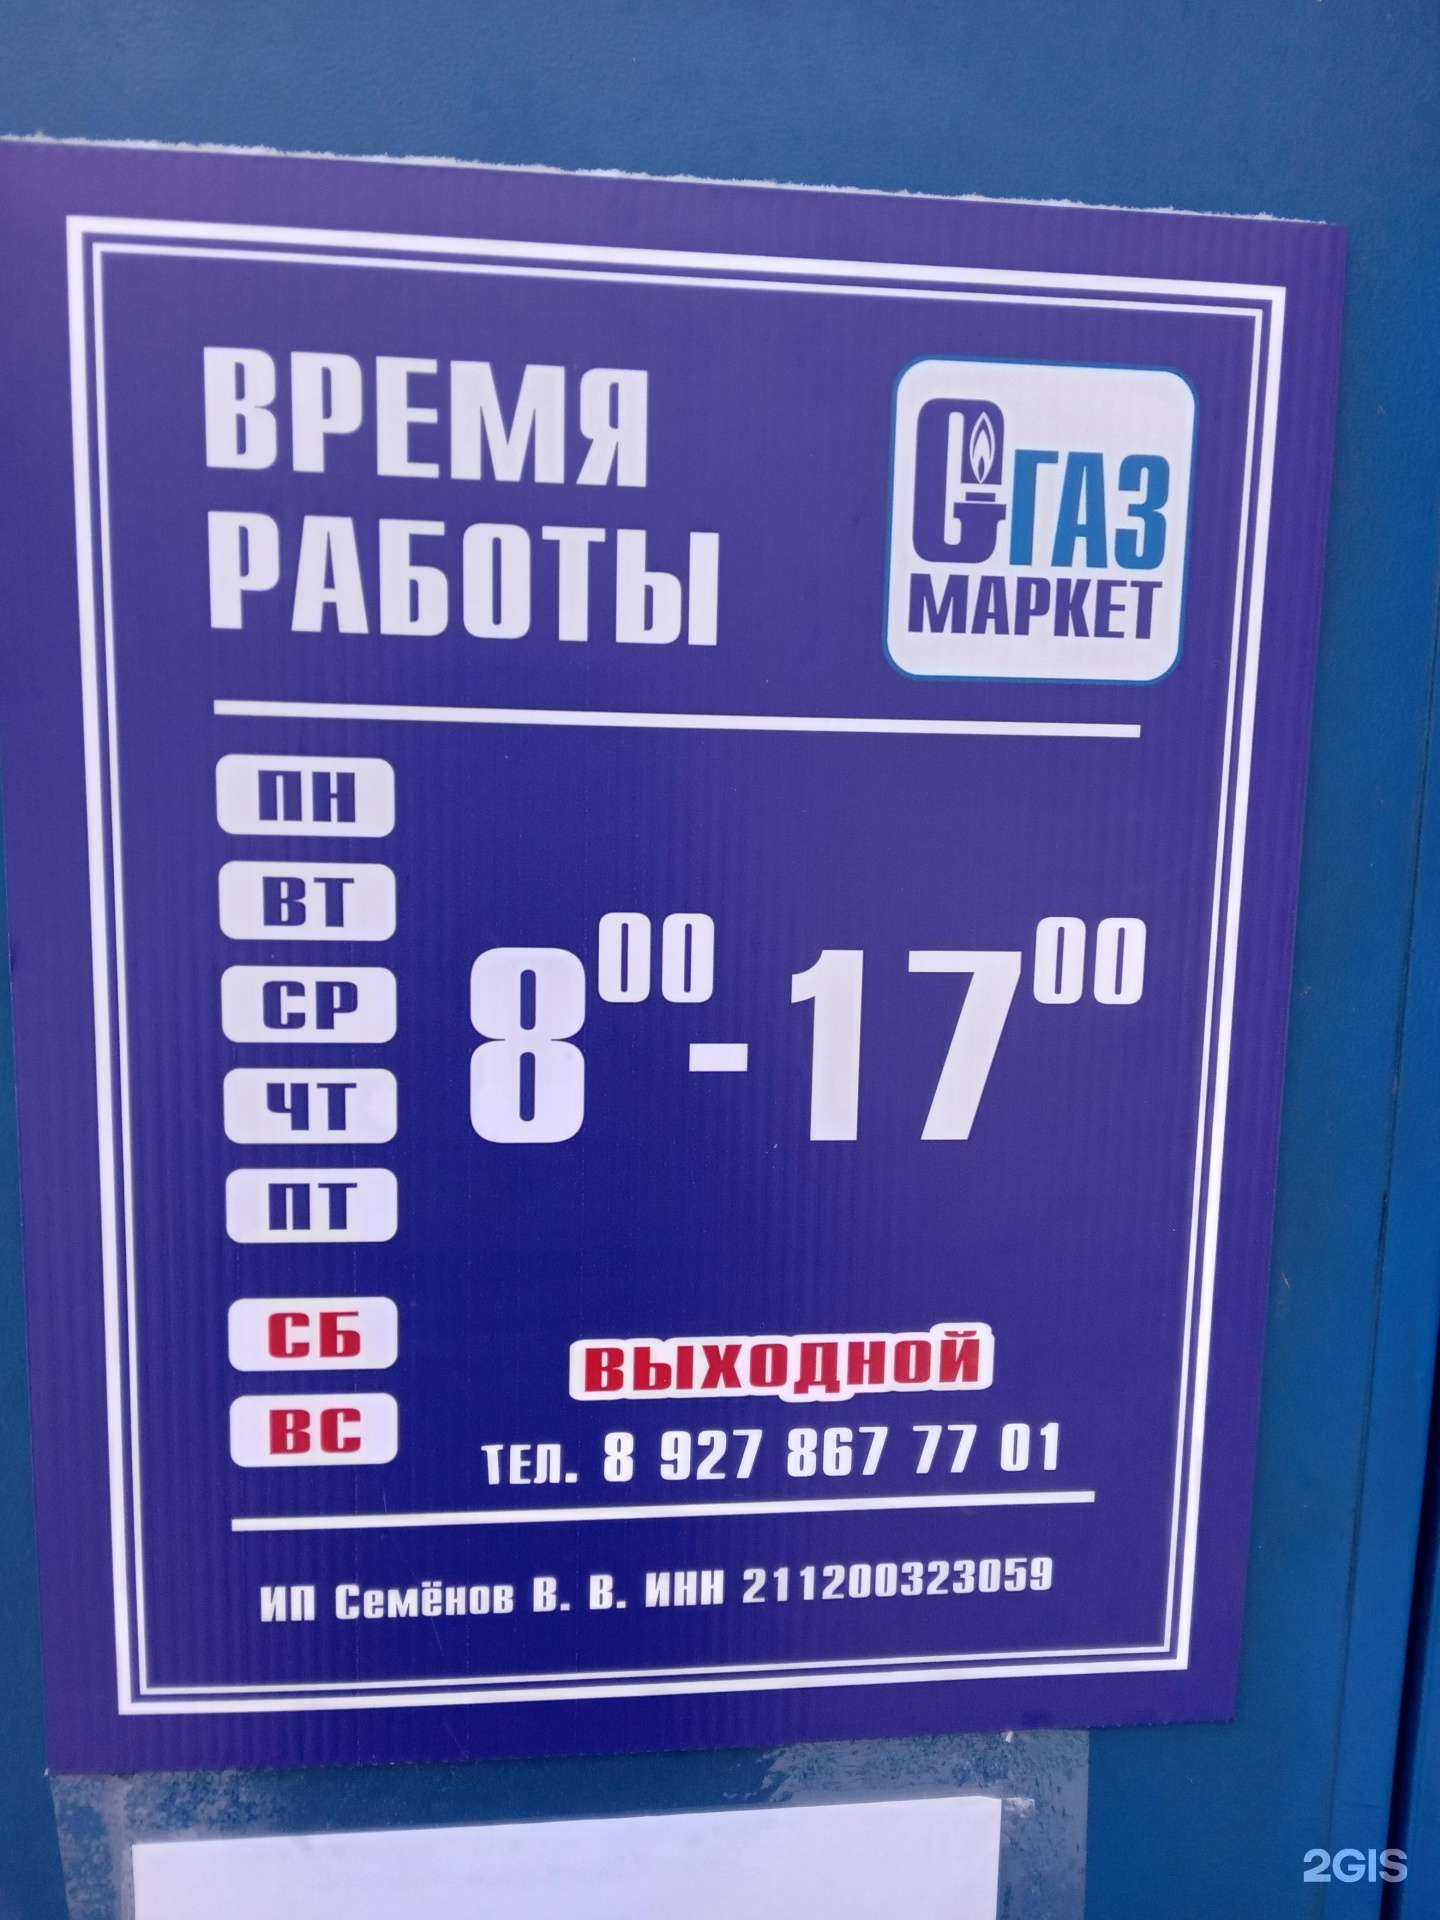 ВРЕМЯ
РАБОТЫ
GГАЗ
МАРКЕТ
ПН
ВТ
СР
ЧТ
ПТ
8⁰⁰-17⁰⁰
СБ
ВС
ВЫХОДНОЙ
ТЕЛ. 8 927 867 77 01
ИП Семёнов В. В. ИНН 211200323059
2GIS